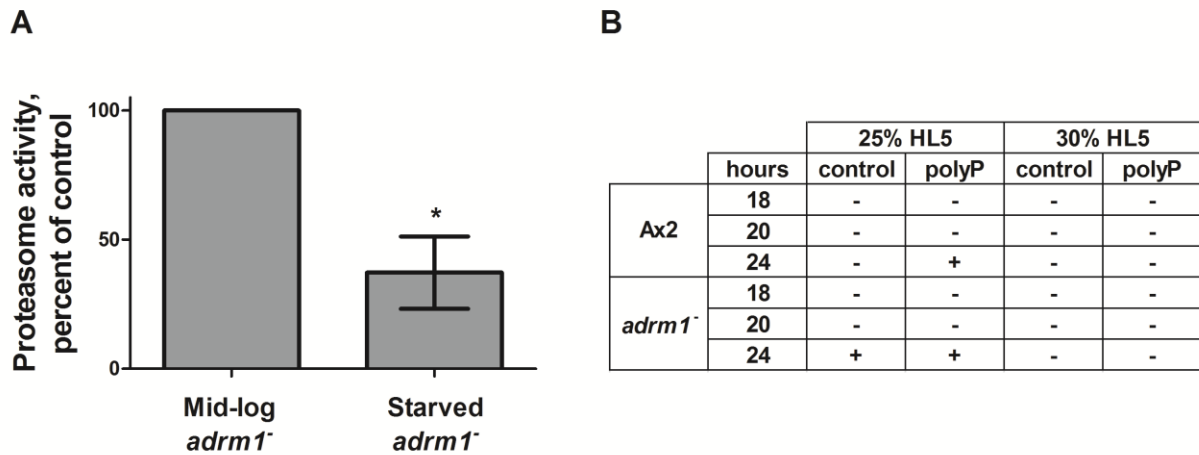 A
Proteasome activity,
percent of control
100
50
0
*
Mid-log
adrm1-
Starved
adrm1-
B
25% HL5 30% HL5
hours control polyP control polyP
Ax2
18 - - - -
20 - - - -
24 - + - -
adrm1-
18 - - - -
20 - - - -
24 + + - -